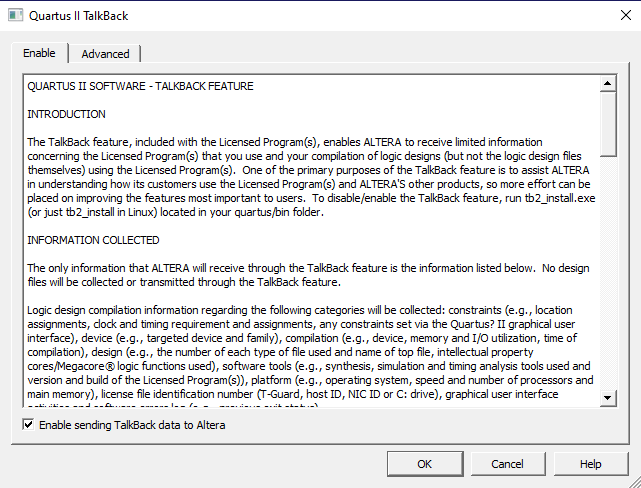 Quartus II TalkBack
Enable
Advanced
QUARTUS II SOFTWARE - TALKBACK FEATURE
INTRODUCTION
The TalkBack feature, included with the Licensed Program(s), enables ALTERA to receive limited information
concerning the Licensed Program(s) that you use and your compilation of logic designs (but not the logic design files
themselves) using the Licensed Program(s).  One of the primary purposes of the TalkBack feature is to assist ALTERA
in understanding how its customers use the Licensed Program(s) and ALTERA'S other products, so more effort can be
placed on improving the features most important to users.  To disable/enable the TalkBack feature, run tb2_install.exe
(or just tb2_install in Linux) located in your quartus/bin folder.
INFORMATION COLLECTED
The only information that ALTERA will receive through the TalkBack feature is the information listed below.  No design
files will be collected or transmitted through the TalkBack feature.
Logic design compilation information regarding the following categories will be collected: constraints (e.g., location
assignments, clock and timing requirement and assignments, any constraints set via the Quartus? II graphical user
interface), device (e.g., targeted device and family), compilation (e.g., device, memory and I/O utilization, time of
compilation), design (e.g., the number of each type of file used and name of top file, intellectual property
cores/Megacore® logic functions used), software tools (e.g., synthesis, simulation and timing analysis tools used and
version and build of the Licensed Program(s)), platform (e.g., operating system, speed and number of processors and
main memory), license file identification number (T-Guard, host ID, NIC ID or C: drive), graphical user interface
activities and software errors log (e.g., previous exit status)
Enable sending TalkBack data to Altera
OK
Cancel
Help